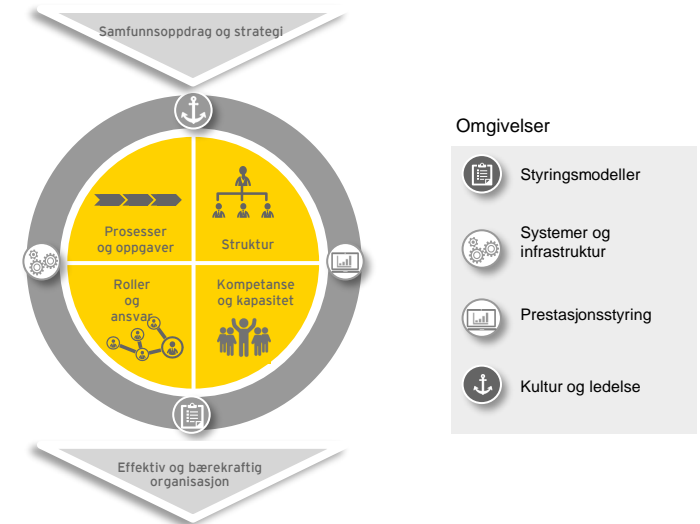 Samfunnsoppdrag og strategi
Prosesser
og oppgaver
Struktur
Roller
og
ansvar
Kompetanse
og kapasitet
Effektiv og bærekraftig
organisasjon
Omgivelser
Styringsmodeller
Systemer og
infrastruktur
Prestasjonsstyring
Kultur og ledelse